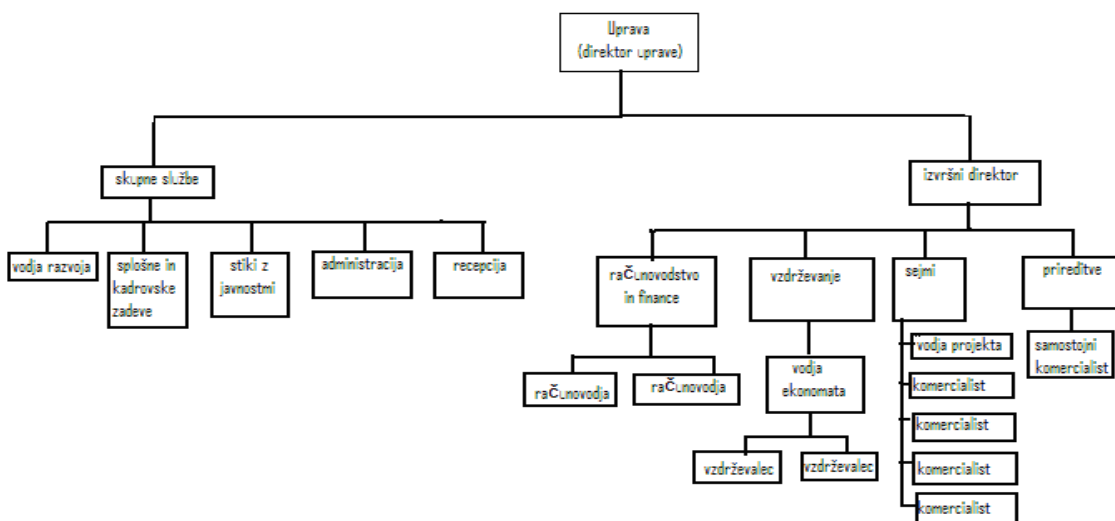 Uprava
(direktor uprave)
skupne službe
izvršni direktor
vodja razvoja
splošne in
kadrovske
zadeve
stiki z
javnostmi
administracija
recepcija
računovodstvo
in finance
vzdrževanje
sejmi
prireditve
računovodja
računovodja
vodja
ekonomata
vzdrževalec
vzdrževalec
vodja projekta
komercialist
komercialist
komercialist
komercialist
samostojni
komercialist